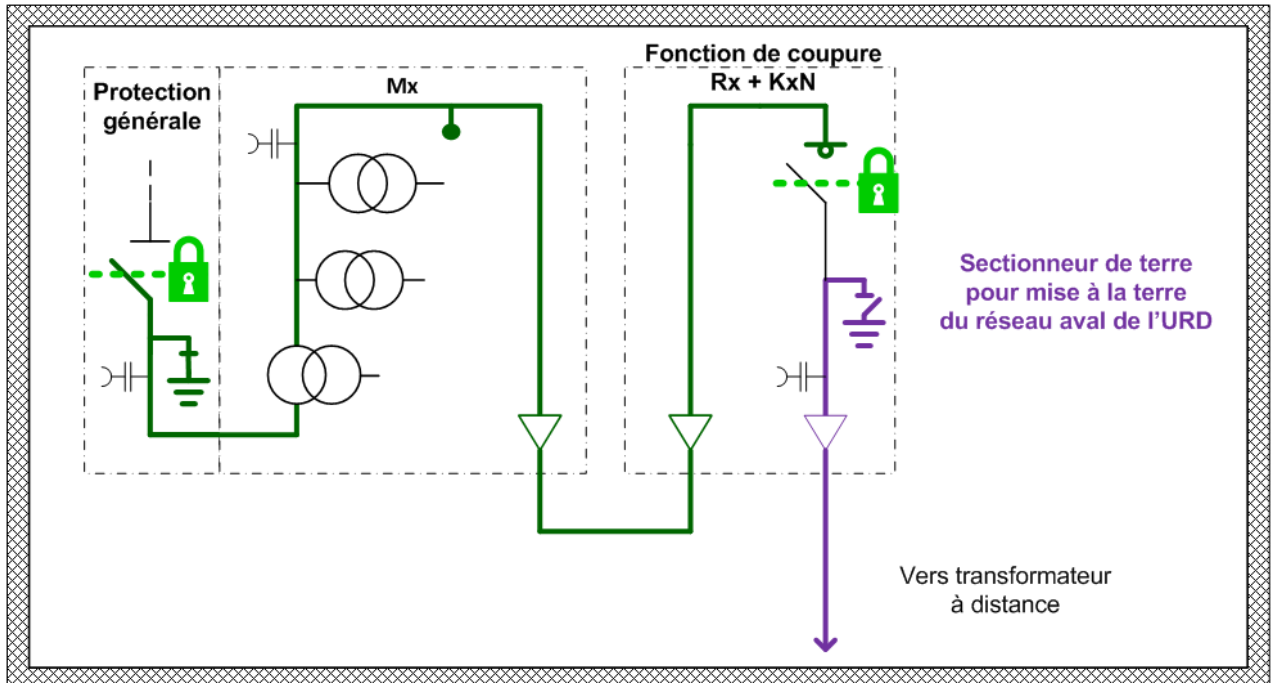 Protection
générale
Mx
Fonction de coupure
Rx + KxN
Sectionneur de terre
pour mise à la terre
du réseau aval de l'URD
Vers transformateur
à distance